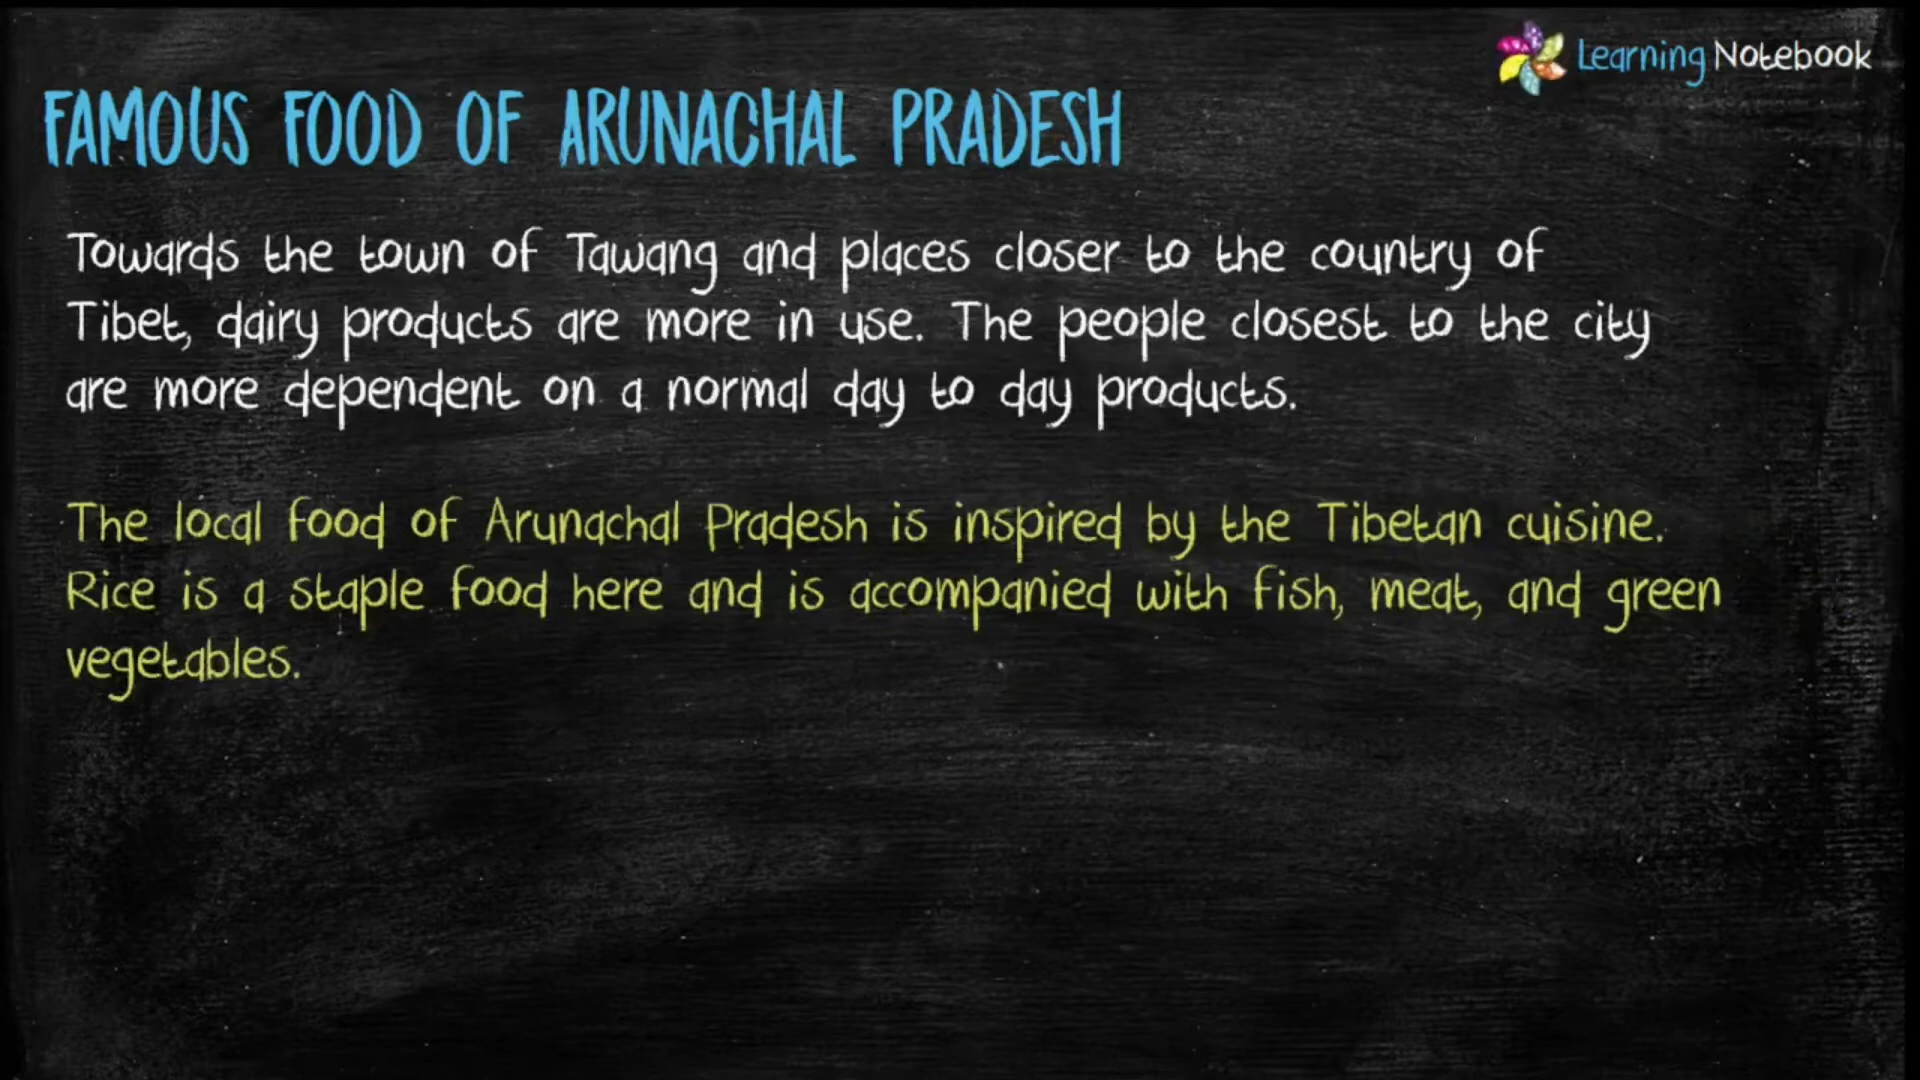 Learning Notebook
FAMOUS FOOD OF ARUNACHAL PRADESH
Towards the town of Tawang and places closer to the country of
Tibet, dairy products are more in use. The people closest to the city
are more dependent on a normal day to day products.
The local food of Arunachal Pradesh is inspired by the Tibetan cuisine.
Rice is a staple food here and is accompanied with fish, meat, and green
vegetables.